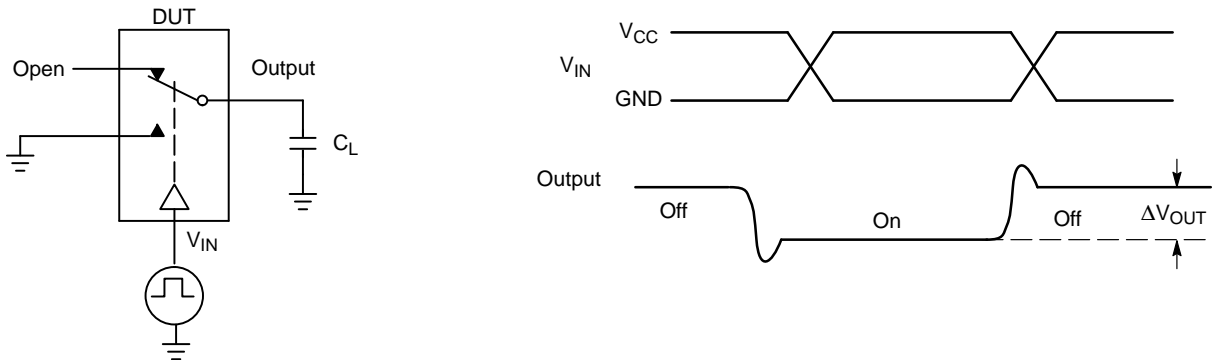 DUT
Open
Output
C_L
V_IN
V_CC
V_IN
GND
Output
Off
On
Off
ΔV_OUT